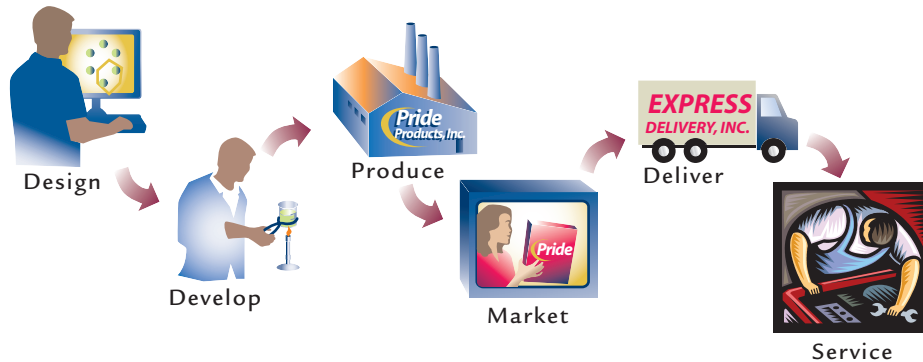 Design
Develop
Pride
Products, Inc.
Produce
Pride
Market
EXPRESS
DELIVERY, INC.
Deliver
Service